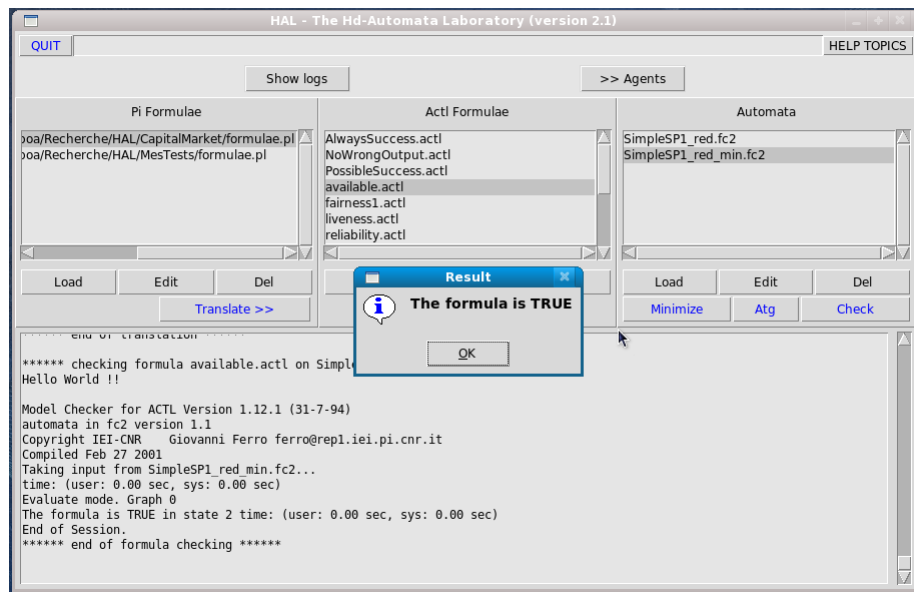 HAL - The Hd-Automata Laboratory (version 2.1)
QUIT
HELP TOPICS
Show logs
>> Agents
Pi Formulae
Actl Formulae
Automata
poa/Recherche/HAL/CapitalMarket/formulae.pl
poa/Recherche/HAL/MesTests/formulae.pl
AlwaysSuccess.actl
NoWrongOutput.actl
PossibleSuccess.actl
available.actl
fairness1.actl
liveness.actl
reliability.actl
SimpleSP1_red.fc2
SimpleSP1_red_min.fc2
Load
Edit
Del
Translate >>
Load
Edit
Del
Minimize
Atg
Check
Result
The formula is TRUE
OK
****** end of translation ******
****** checking formula available.actl on Simpl
Hello World !!
Model Checker for ACTL Version 1.12.1 (31-7-94)
automata in fc2 version 1.1
Copyright IEI-CNR    Giovanni Ferro ferro@rep1.iei.pi.cnr.it
Compiled Feb 27 2001
Taking input from SimpleSP1_red_min.fc2...
time: (user: 0.00 sec, sys: 0.00 sec)
Evaluate mode. Graph 0
The formula is TRUE in state 2 time: (user: 0.00 sec, sys: 0.00 sec)
End of Session.
****** end of formula checking ******